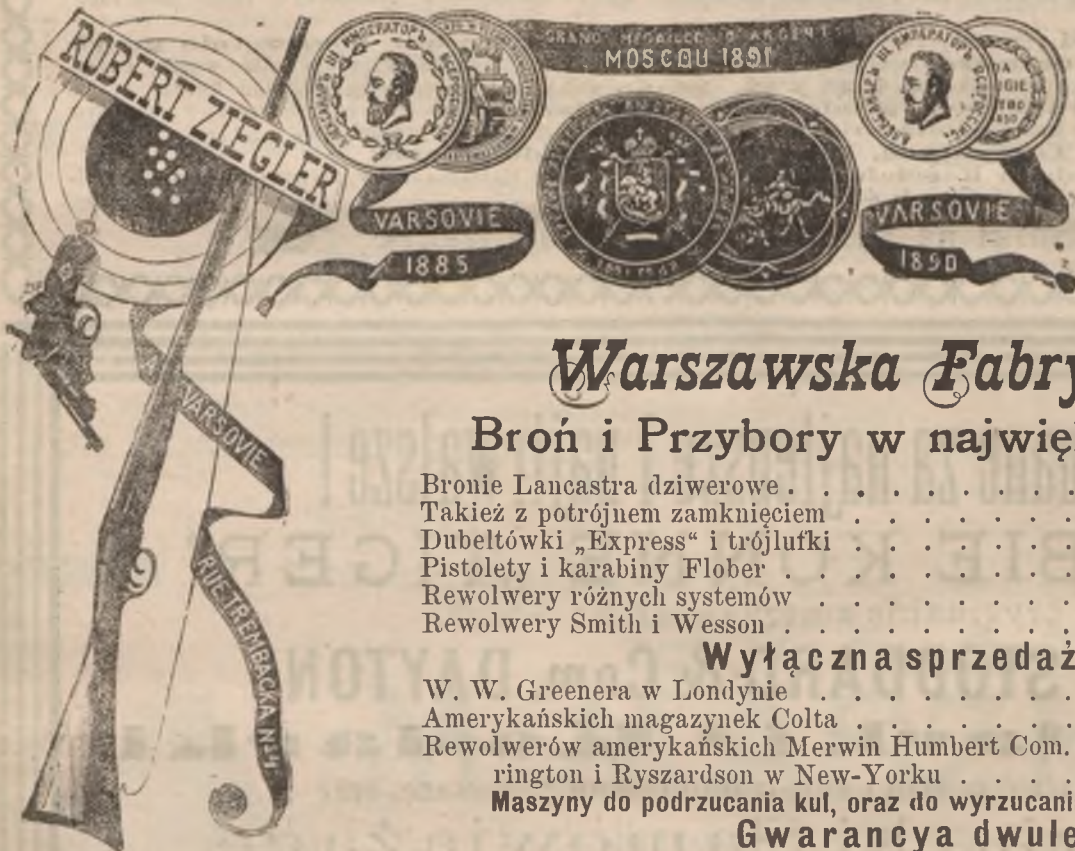 ROBERT ZIEGLER
MOSCOU 1891
VARSOVIE
1885
VARSOVIE
1890
VARSOVIE
RUE TREMBACKA
Warszawska Fabry
Broń i Przybory w najwięk
Bronie Lancastra dziwerowe . . . . . . . . .
Takież z potrójnem zamknięciem . . . . . . .
Dubeltówki „Express“ i trójlufki . . . . . . .
Pistolety i karabiny Flober . . . . . . . . .
Rewolwery różnych systemów . . . . . . . .
Rewolwery Smith i Wesson . . . . . . . . .
Wyłączna sprzedaż
W. W. Greenera w Londynie . . . . . . . .
Amerykańskich magazynek Colta . . . . . . .
Rewolwerów amerykańskich Merwin Humbert Com.
rington i Ryszardson w New-Yorku . . . .
Maszyny do podrzucania kul, oraz do wyrzucani
Gwarancya dwule